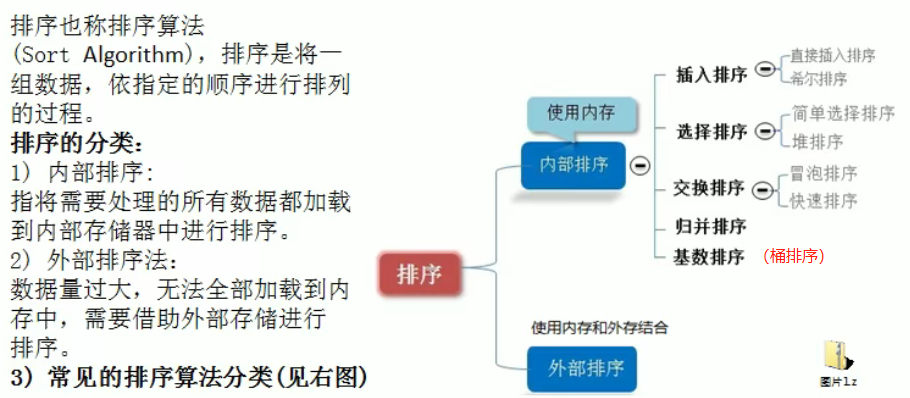 排序也称排序算法
(Sort Algorithm)，排序是将一
组数据，依指定的顺序进行排列
的过程。
排序的分类：
1) 内部排序:
指将需要处理的所有数据都加载
到内部存储器中进行排序。
2) 外部排序法：
数据量过大，无法全部加载到内
存中，需要借助外部存储进行
排序。
3) 常见的排序算法分类(见右图)
排序
使用内存
内部排序
插入排序
直接插入排序
希尔排序
选择排序
简单选择排序
堆排序
交换排序
冒泡排序
快速排序
归并排序
基数排序 （桶排序）
使用内存和外存结合
外部排序
图片lz